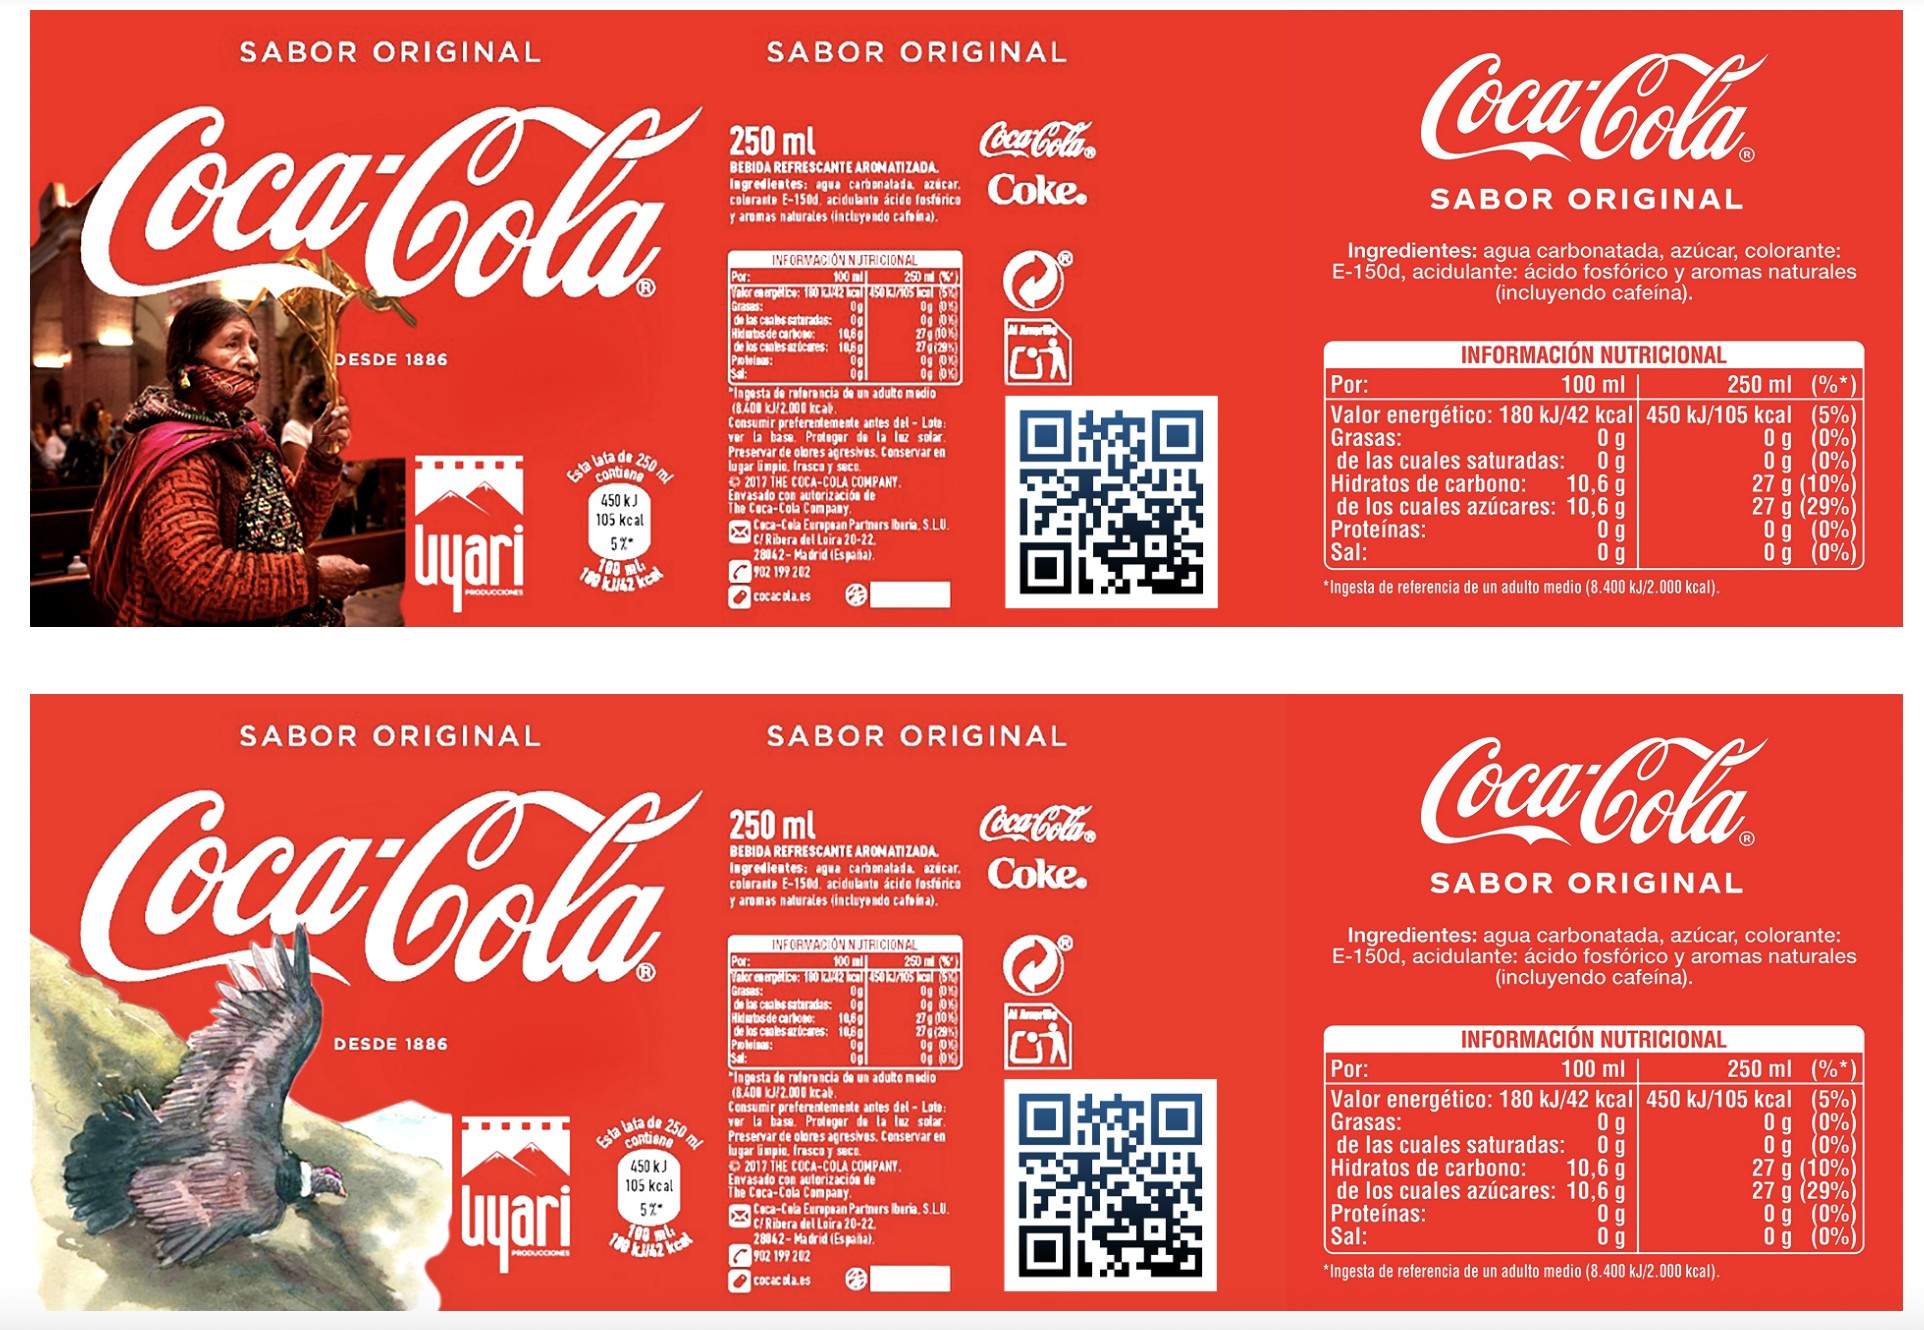 SABOR ORIGINAL
Coca-Cola®
DESDE 1886
uyari
PRODUCCIONES
Esta lata de 250 ml
contiene
450 kJ
105 kcal
5%*
100 ml:
180 kJ/42 kcal
SABOR ORIGINAL
250 ml
BEBIDA REFRESCANTE AROMATIZADA.
Ingredientes: agua carbonatada, azúcar,
colorante E-150d, acidulante ácido fosfórico
y aromas naturales (incluyendo cafeína).
INFORMACIÓN NUTRICIONAL
Por: 100 ml 250 ml (%*)
Valor energético: 180 kJ/42 kcal 450 kJ/105 kcal (5%)
Grasas: 0g 0g (0%)
de las cuales saturadas: 0g 0g (0%)
Hidratos de carbono: 10,6g 27g (10%)
de los cuales azúcares: 10,6g 27g (29%)
Proteínas: 0g 0g (0%)
Sal: 0g 0g (0%)
*Ingesta de referencia de un adulto medio
(8.400 kJ/2.000 kcal).
Consumir preferentemente antes del - Lote:
ver la base. Proteger de la luz solar.
Preservar de olores agresivos. Conservar en
lugar limpio, fresco y seco.
© 2017 THE COCA-COLA COMPANY.
Envasado con autorización de
The Coca-Cola Company.
Coca-Cola European Partners Iberia, S.L.U.
C/ Ribera del Loira 20-22,
28042 - Madrid (España).
902 199 202
cocacola.es
Coca-Cola®
Coke®
®
Al Amarillo
Coca-Cola®
SABOR ORIGINAL
Ingredientes: agua carbonatada, azúcar, colorante:
E-150d, acidulante: ácido fosfórico y aromas naturales
(incluyendo cafeína).
INFORMACIÓN NUTRICIONAL
Por: 100 ml 250 ml (%*)
Valor energético: 180 kJ/42 kcal 450 kJ/105 kcal (5%)
Grasas: 0 g 0 g (0%)
de las cuales saturadas: 0 g 0 g (0%)
Hidratos de carbono: 10,6 g 27 g (10%)
de los cuales azúcares: 10,6 g 27 g (29%)
Proteínas: 0 g 0 g (0%)
Sal: 0 g 0 g (0%)
*Ingesta de referencia de un adulto medio (8.400 kJ/2.000 kcal).
SABOR ORIGINAL
Coca-Cola®
DESDE 1886
uyari
PRODUCCIONES
Esta lata de 250 ml
contiene
450 kJ
105 kcal
5%*
100 ml:
180 kJ/42 kcal
SABOR ORIGINAL
250 ml
BEBIDA REFRESCANTE AROMATIZADA.
Ingredientes: agua carbonatada, azúcar,
colorante E-150d, acidulante ácido fosfórico
y aromas naturales (incluyendo cafeína).
INFORMACIÓN NUTRICIONAL
Por: 100 ml 250 ml (%*)
Valor energético: 180 kJ/42 kcal 450 kJ/105 kcal (5%)
Grasas: 0g 0g (0%)
de las cuales saturadas: 0g 0g (0%)
Hidratos de carbono: 10,6g 27g (10%)
de los cuales azúcares: 10,6g 27g (29%)
Proteínas: 0g 0g (0%)
Sal: 0g 0g (0%)
*Ingesta de referencia de un adulto medio
(8.400 kJ/2.000 kcal).
Consumir preferentemente antes del - Lote:
ver la base. Proteger de la luz solar.
Preservar de olores agresivos. Conservar en
lugar limpio, fresco y seco.
© 2017 THE COCA-COLA COMPANY.
Envasado con autorización de
The Coca-Cola Company.
Coca-Cola European Partners Iberia, S.L.U.
C/ Ribera del Loira 20-22,
28042 - Madrid (España).
902 199 202
cocacola.es
Coca-Cola®
Coke®
®
Al Amarillo
Coca-Cola®
SABOR ORIGINAL
Ingredientes: agua carbonatada, azúcar, colorante:
E-150d, acidulante: ácido fosfórico y aromas naturales
(incluyendo cafeína).
INFORMACIÓN NUTRICIONAL
Por: 100 ml 250 ml (%*)
Valor energético: 180 kJ/42 kcal 450 kJ/105 kcal (5%)
Grasas: 0 g 0 g (0%)
de las cuales saturadas: 0 g 0 g (0%)
Hidratos de carbono: 10,6 g 27 g (10%)
de los cuales azúcares: 10,6 g 27 g (29%)
Proteínas: 0 g 0 g (0%)
Sal: 0 g 0 g (0%)
*Ingesta de referencia de un adulto medio (8.400 kJ/2.000 kcal).